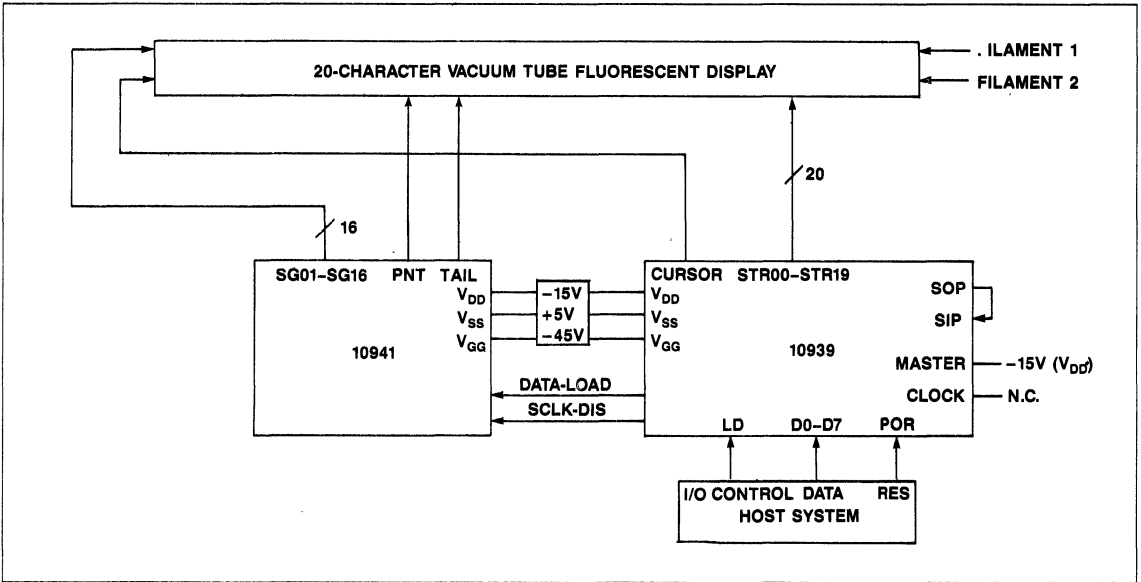 20-CHARACTER VACUUM TUBE FLUORESCENT DISPLAY
. ILAMENT 1
FILAMENT 2
20
16
SG01–SG16 PNT TAIL
VDD
VSS
VGG
10941
–15V
+5V
–45V
CURSOR STR00–STR19
VDD
VSS
VGG
10939
SOP
SIP
MASTER
–15V (VDD)
CLOCK
N.C.
DATA-LOAD
SCLK-DIS
LD D0–D7 POR
I/O CONTROL DATA RES
HOST SYSTEM